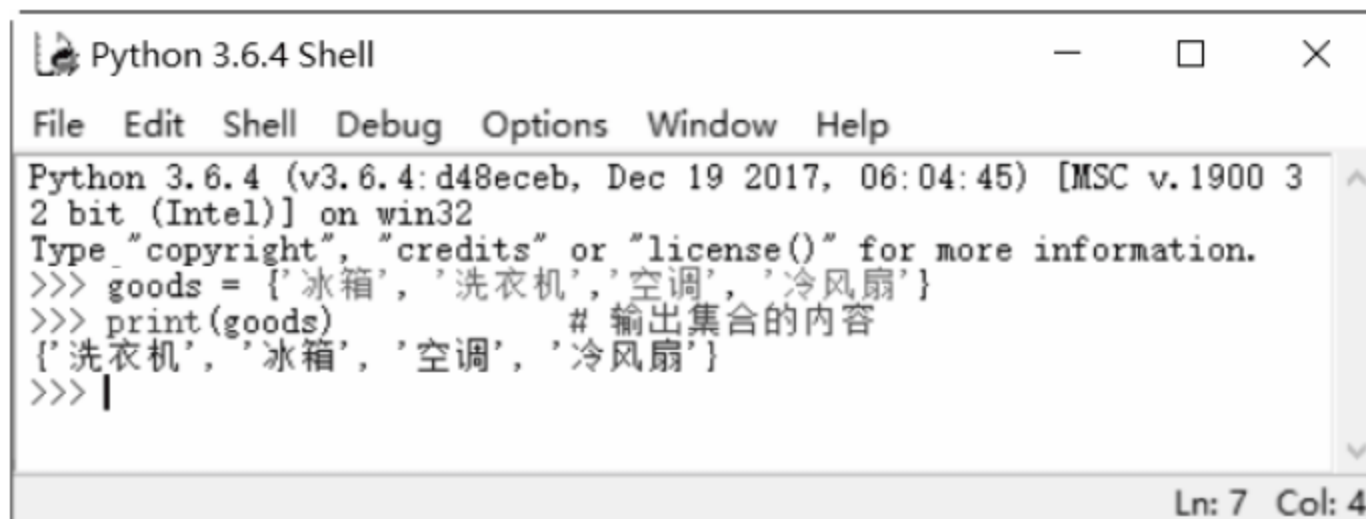 Python 3.6.4 Shell
File Edit Shell Debug Options Window Help
Python 3.6.4 (v3.6.4:d48eceb, Dec 19 2017, 06:04:45) [MSC v.1900 3
2 bit (Intel)] on win32
Type "copyright", "credits" or "license()" for more information.
>>> goods = {'冰箱', '洗衣机','空调', '冷风扇'}
>>> print(goods)               # 输出集合的内容
{'洗衣机', '冰箱', '空调', '冷风扇'}
>>>
Ln: 7 Col: 4